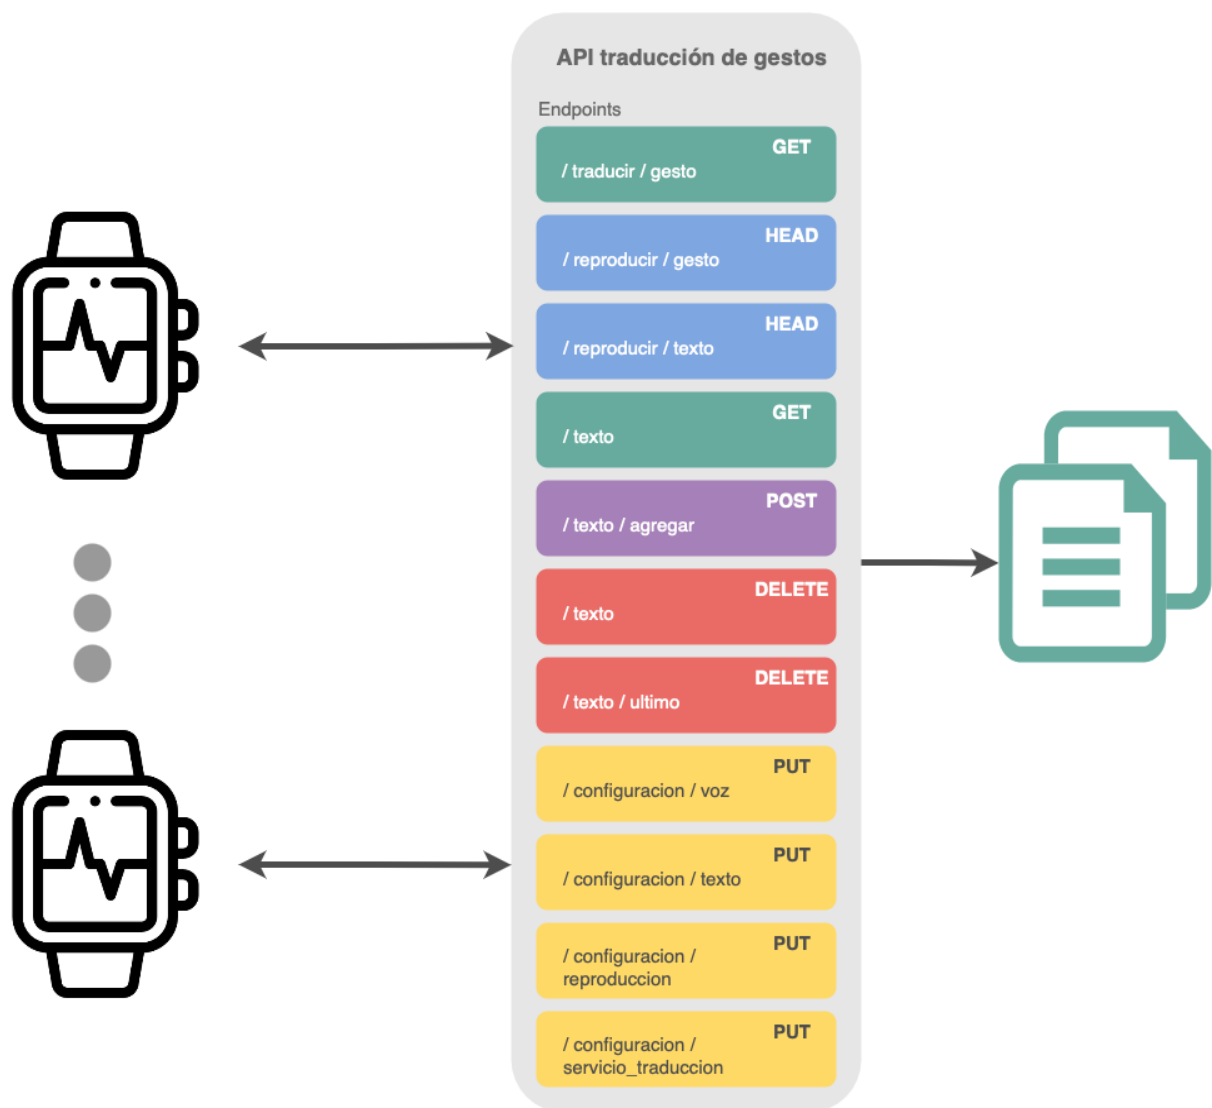 API traducción de gestos
Endpoints
GET
/ traducir / gesto
HEAD
/ reproducir / gesto
HEAD
/ reproducir / texto
GET
/ texto
POST
/ texto / agregar
DELETE
/ texto
DELETE
/ texto / ultimo
PUT
/ configuracion / voz
PUT
/ configuracion / texto
PUT
/ configuracion /
reproduccion
PUT
/ configuracion /
servicio_traduccion